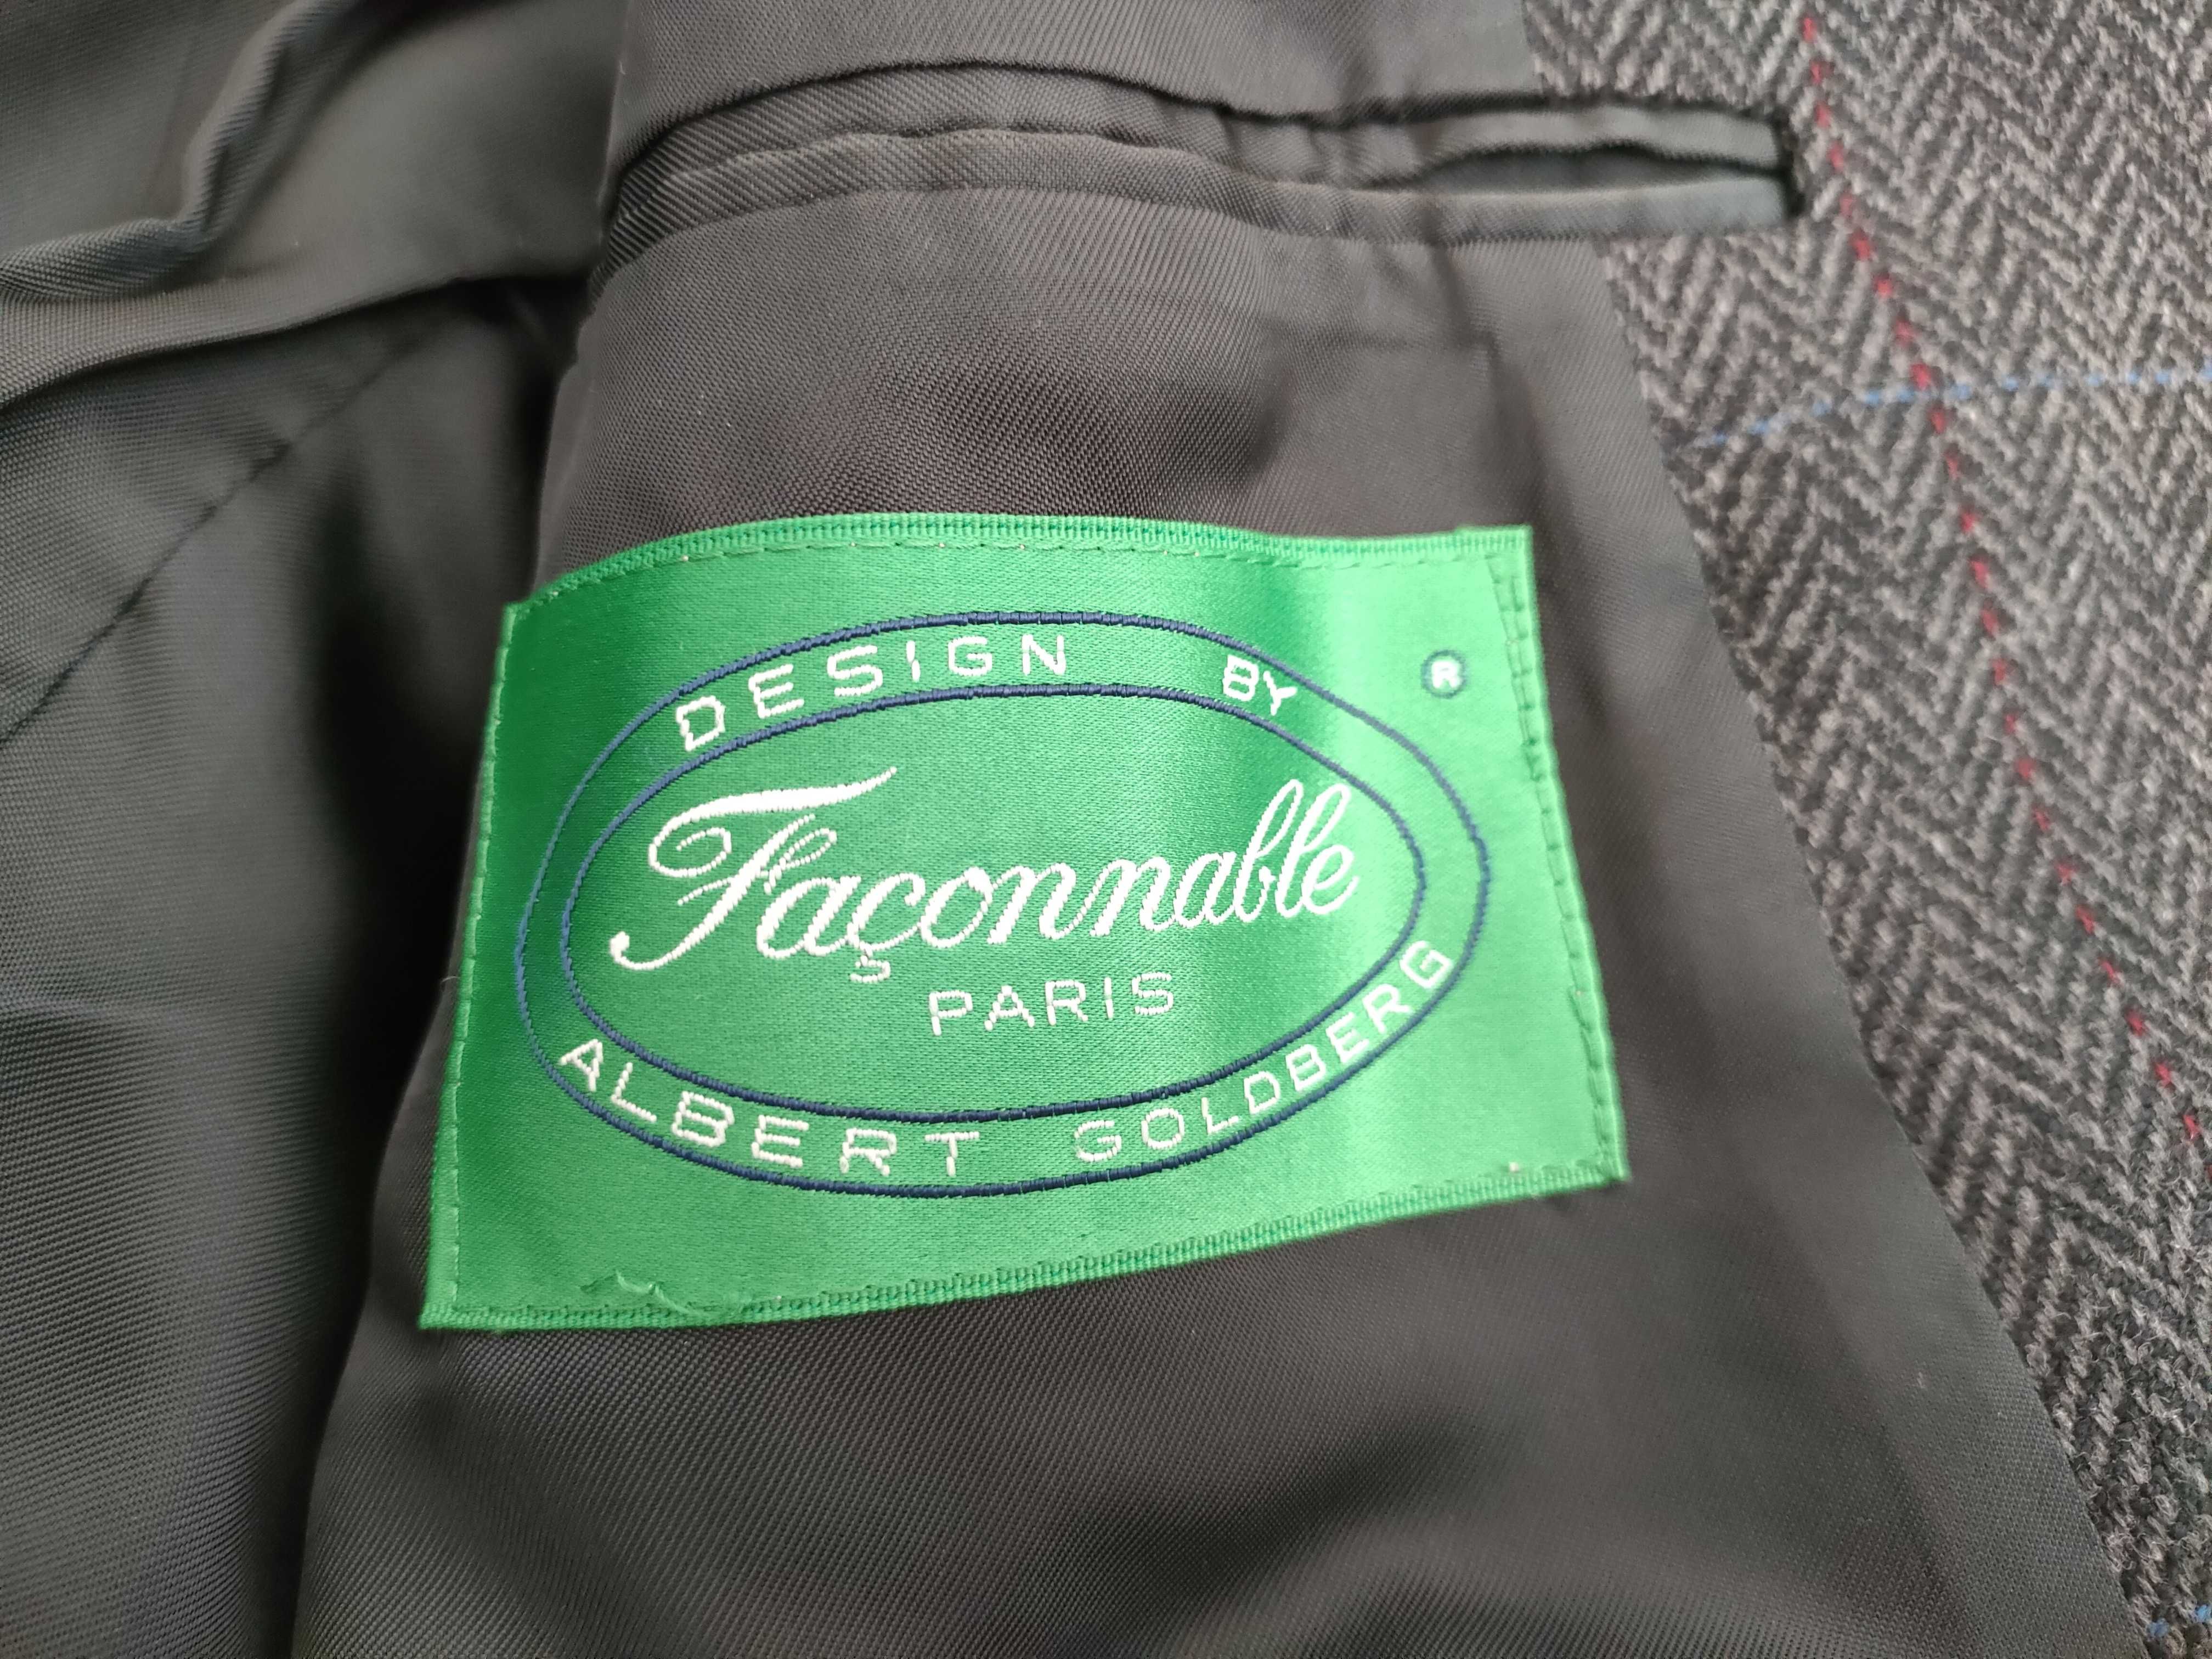 DESIGN BY
®
Façonnable
PARIS
ALBERT GOLDBERG